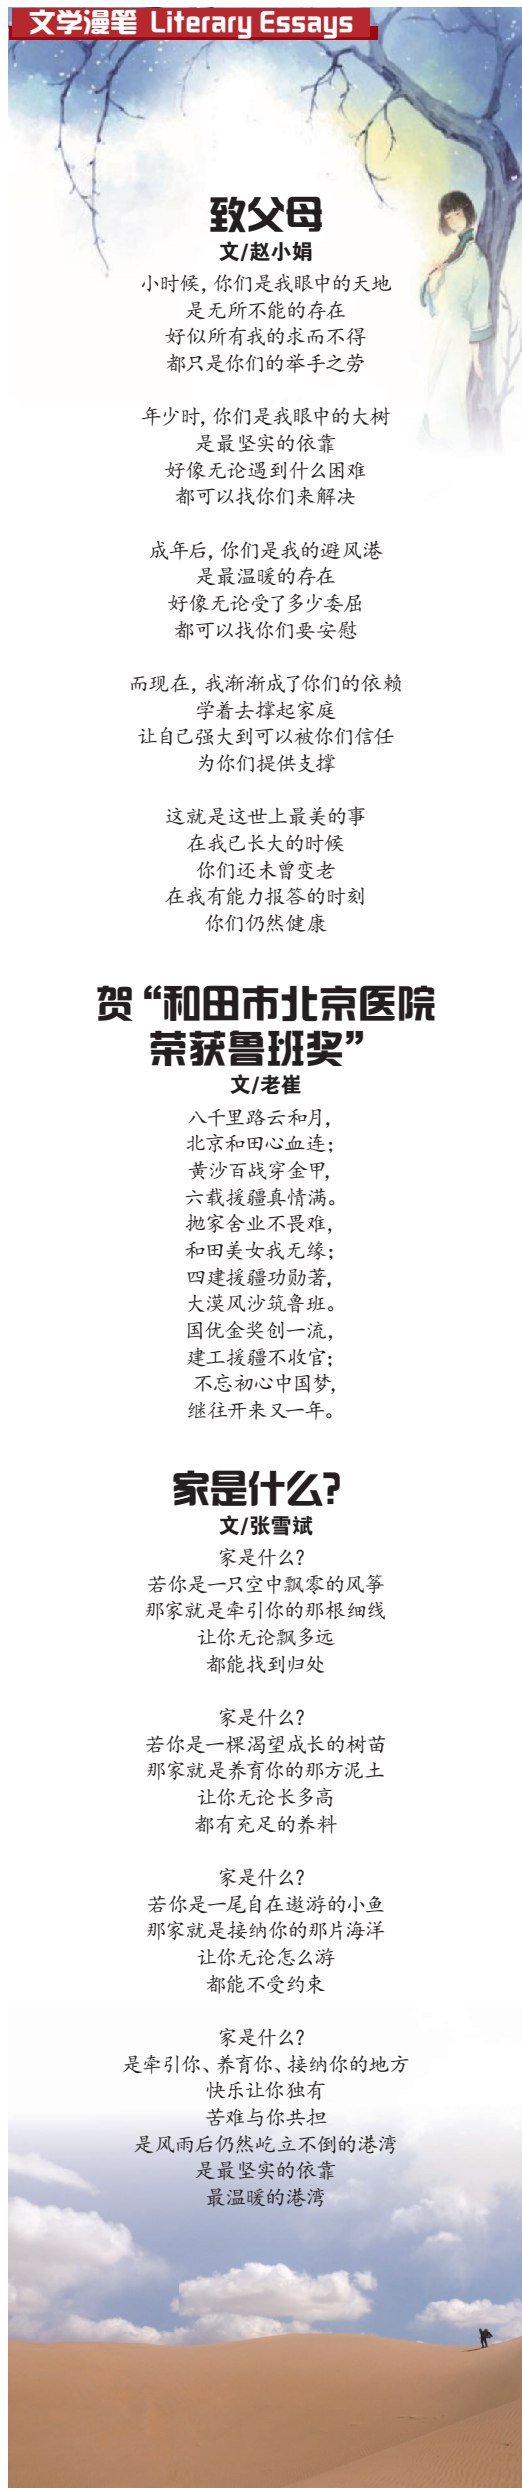 文学漫笔 Literary Essays
致父母
文/赵小娟
小时候，你们是我眼中的天地
是无所不能的存在
好似所有我的求而不得
都只是你们的举手之劳
年少时，你们是我眼中的大树
是最坚实的依靠
好像无论遇到什么困难
都可以找你们来解决
成年后，你们是我的避风港
是最温暖的存在
好像无论受了多少委屈
都可以找你们要安慰
而现在，我渐渐成了你们的依赖
学着去撑起家庭
让自己强大到可以被你们信任
为你们提供支撑
这就是这世上最美的事
在我已长大的时候
你们还未曾变老
在我有能力报答的时刻
你们仍然健康
贺“和田市北京医院
荣获鲁班奖”
文/老崔
八千里路云和月，
北京和田心血连；
黄沙百战穿金甲，
六载援疆真情满。
抛家舍业不畏难，
和田美女我无缘；
四建援疆功勋著，
大漠风沙筑鲁班。
国优金奖创一流，
建工援疆不收官；
不忘初心中国梦，
继往开来又一年。
家是什么？
文/张雪斌
家是什么？
若你是一只空中飘零的风筝
那家就是牵引你的那根细线
让你无论飘多远
都能找到归处
家是什么？
若你是一棵渴望成长的树苗
那家就是养育你的那方泥土
让你无论长多高
都有充足的养料
家是什么？
若你是一尾自在遨游的小鱼
那家就是接纳你的那片海洋
让你无论怎么游
都能不受约束
家是什么？
是牵引你、养育你、接纳你的地方
快乐让你独有
苦难与你共担
是风雨后仍然屹立不倒的港湾
是最坚实的依靠
最温暖的港湾